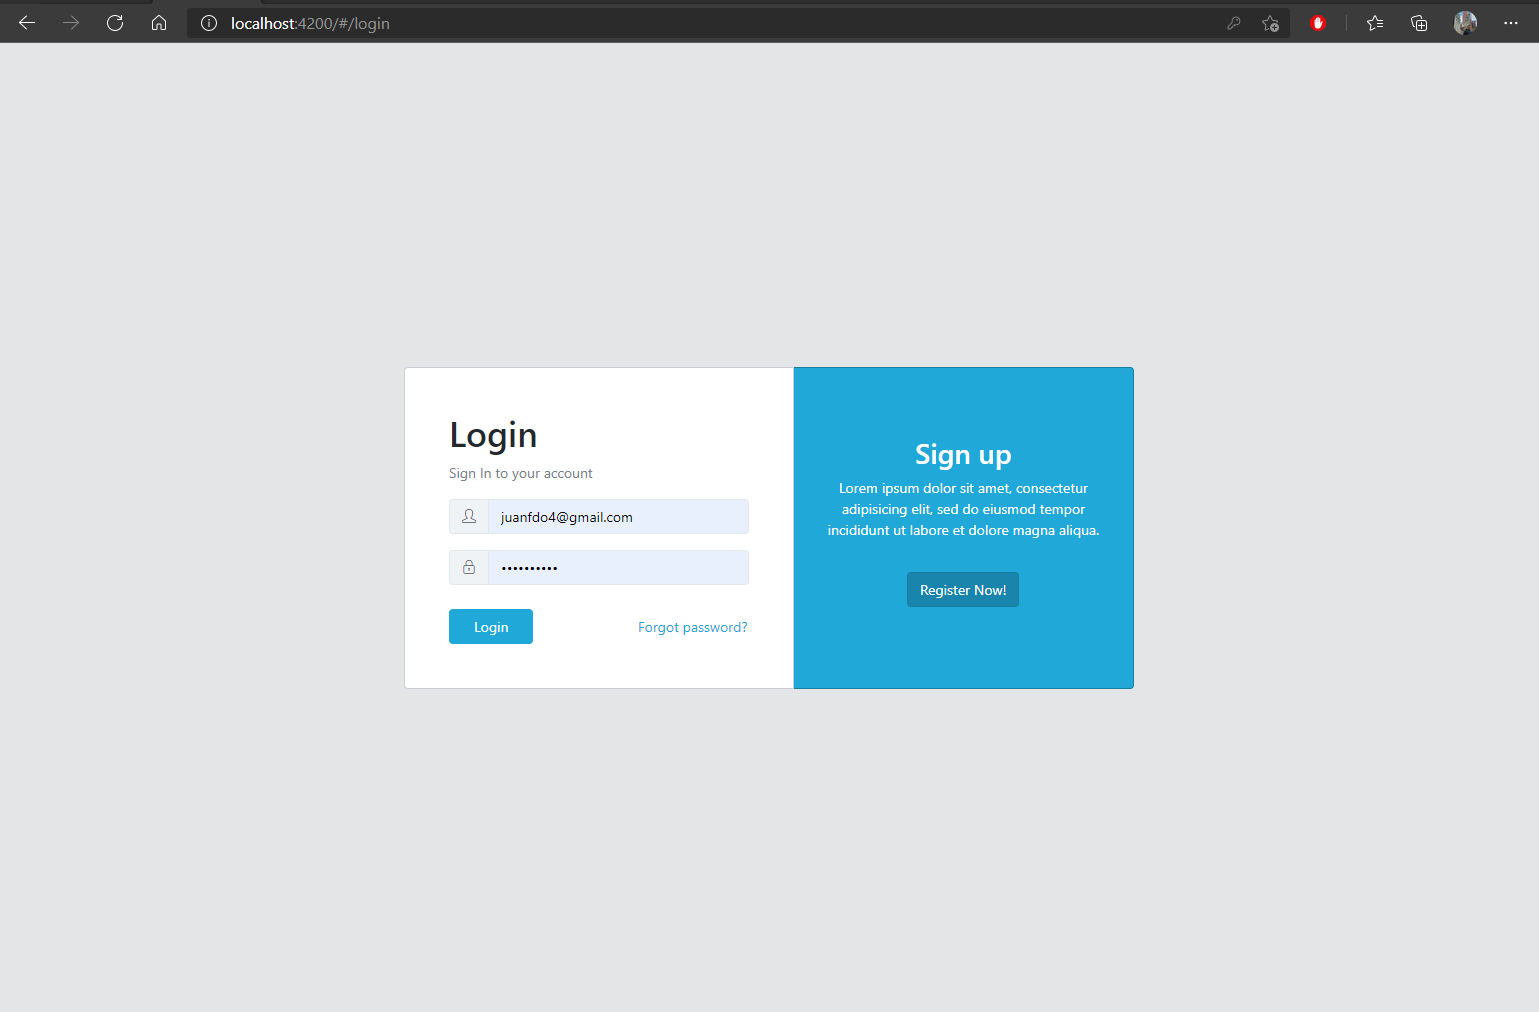 localhost:4200/#/login
Login
Sign In to your account
juanfdo4@gmail.com
••••••••••
Login
Forgot password?
Sign up
Lorem ipsum dolor sit amet, consectetur
adipisicing elit, sed do eiusmod tempor
incididunt ut labore et dolore magna aliqua.
Register Now!